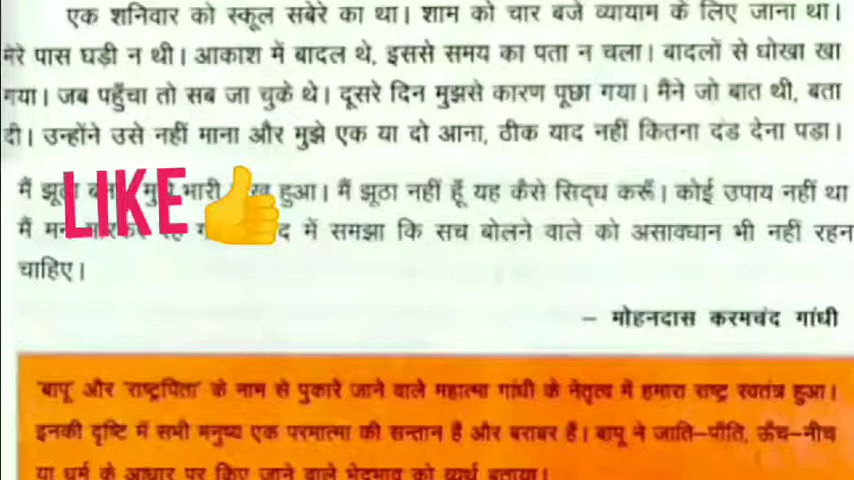 एक शनिवार को स्कूल सबेरे का था। शाम को चार बजे व्यायाम के लिए जाना था।
मेरे पास घड़ी न थी। आकाश में बादल थे, इससे समय का पता न चला। बादलों से धोखा खा
गया। जब पहुँचा तो सब जा चुके थे। दूसरे दिन मुझसे कारण पूछा गया। मैंने जो बात थी, बता
दी। उन्होंने उसे नहीं माना और मुझे एक या दो आना, ठीक याद नहीं कितना दंड देना पड़ा।
मैं झूठा भारी हुआ। मैं झूठा नहीं हूँ यह कैसे सिद्ध करूँ। कोई उपाय नहीं था
LIKE
मैं में समझा कि सच बोलने वाले को असावधान भी नहीं रहन
चाहिए।
– मोहनदास करमचंद गांधी
'बापू' और 'राष्ट्रपिता' के नाम से पुकारे जाने वाले महात्मा गांधी के नेतृत्व में हमारा राष्ट्र स्वतंत्र हुआ।
इनकी दृष्टि में सभी मनुष्य एक परमात्मा की सन्तान हैं और बराबर हैं। बापू ने जाति–पाँति, ऊँच–नीच
या धर्म के आधार पर किए जाने वाले भेदभाव को व्यर्थ बताया।